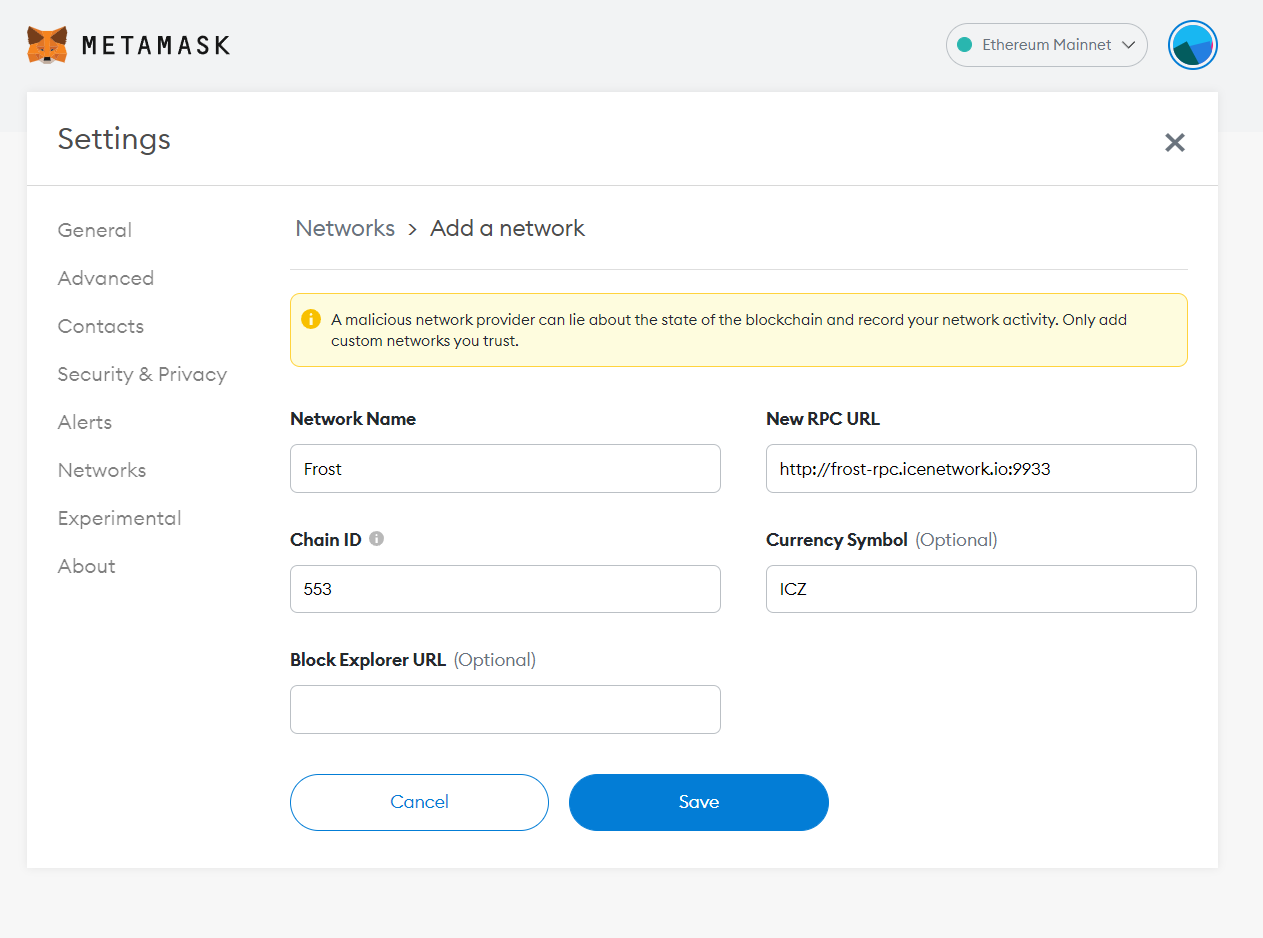 METAMASK
Ethereum Mainnet
Settings
General
Advanced
Contacts
Security & Privacy
Alerts
Networks
Experimental
About
Networks > Add a network
A malicious network provider can lie about the state of the blockchain and record your network activity. Only add
custom networks you trust.
Network Name
Frost
New RPC URL
http://frost-rpc.icenetwork.io:9933
Chain ID
553
Currency Symbol (Optional)
ICZ
Block Explorer URL (Optional)
Cancel
Save